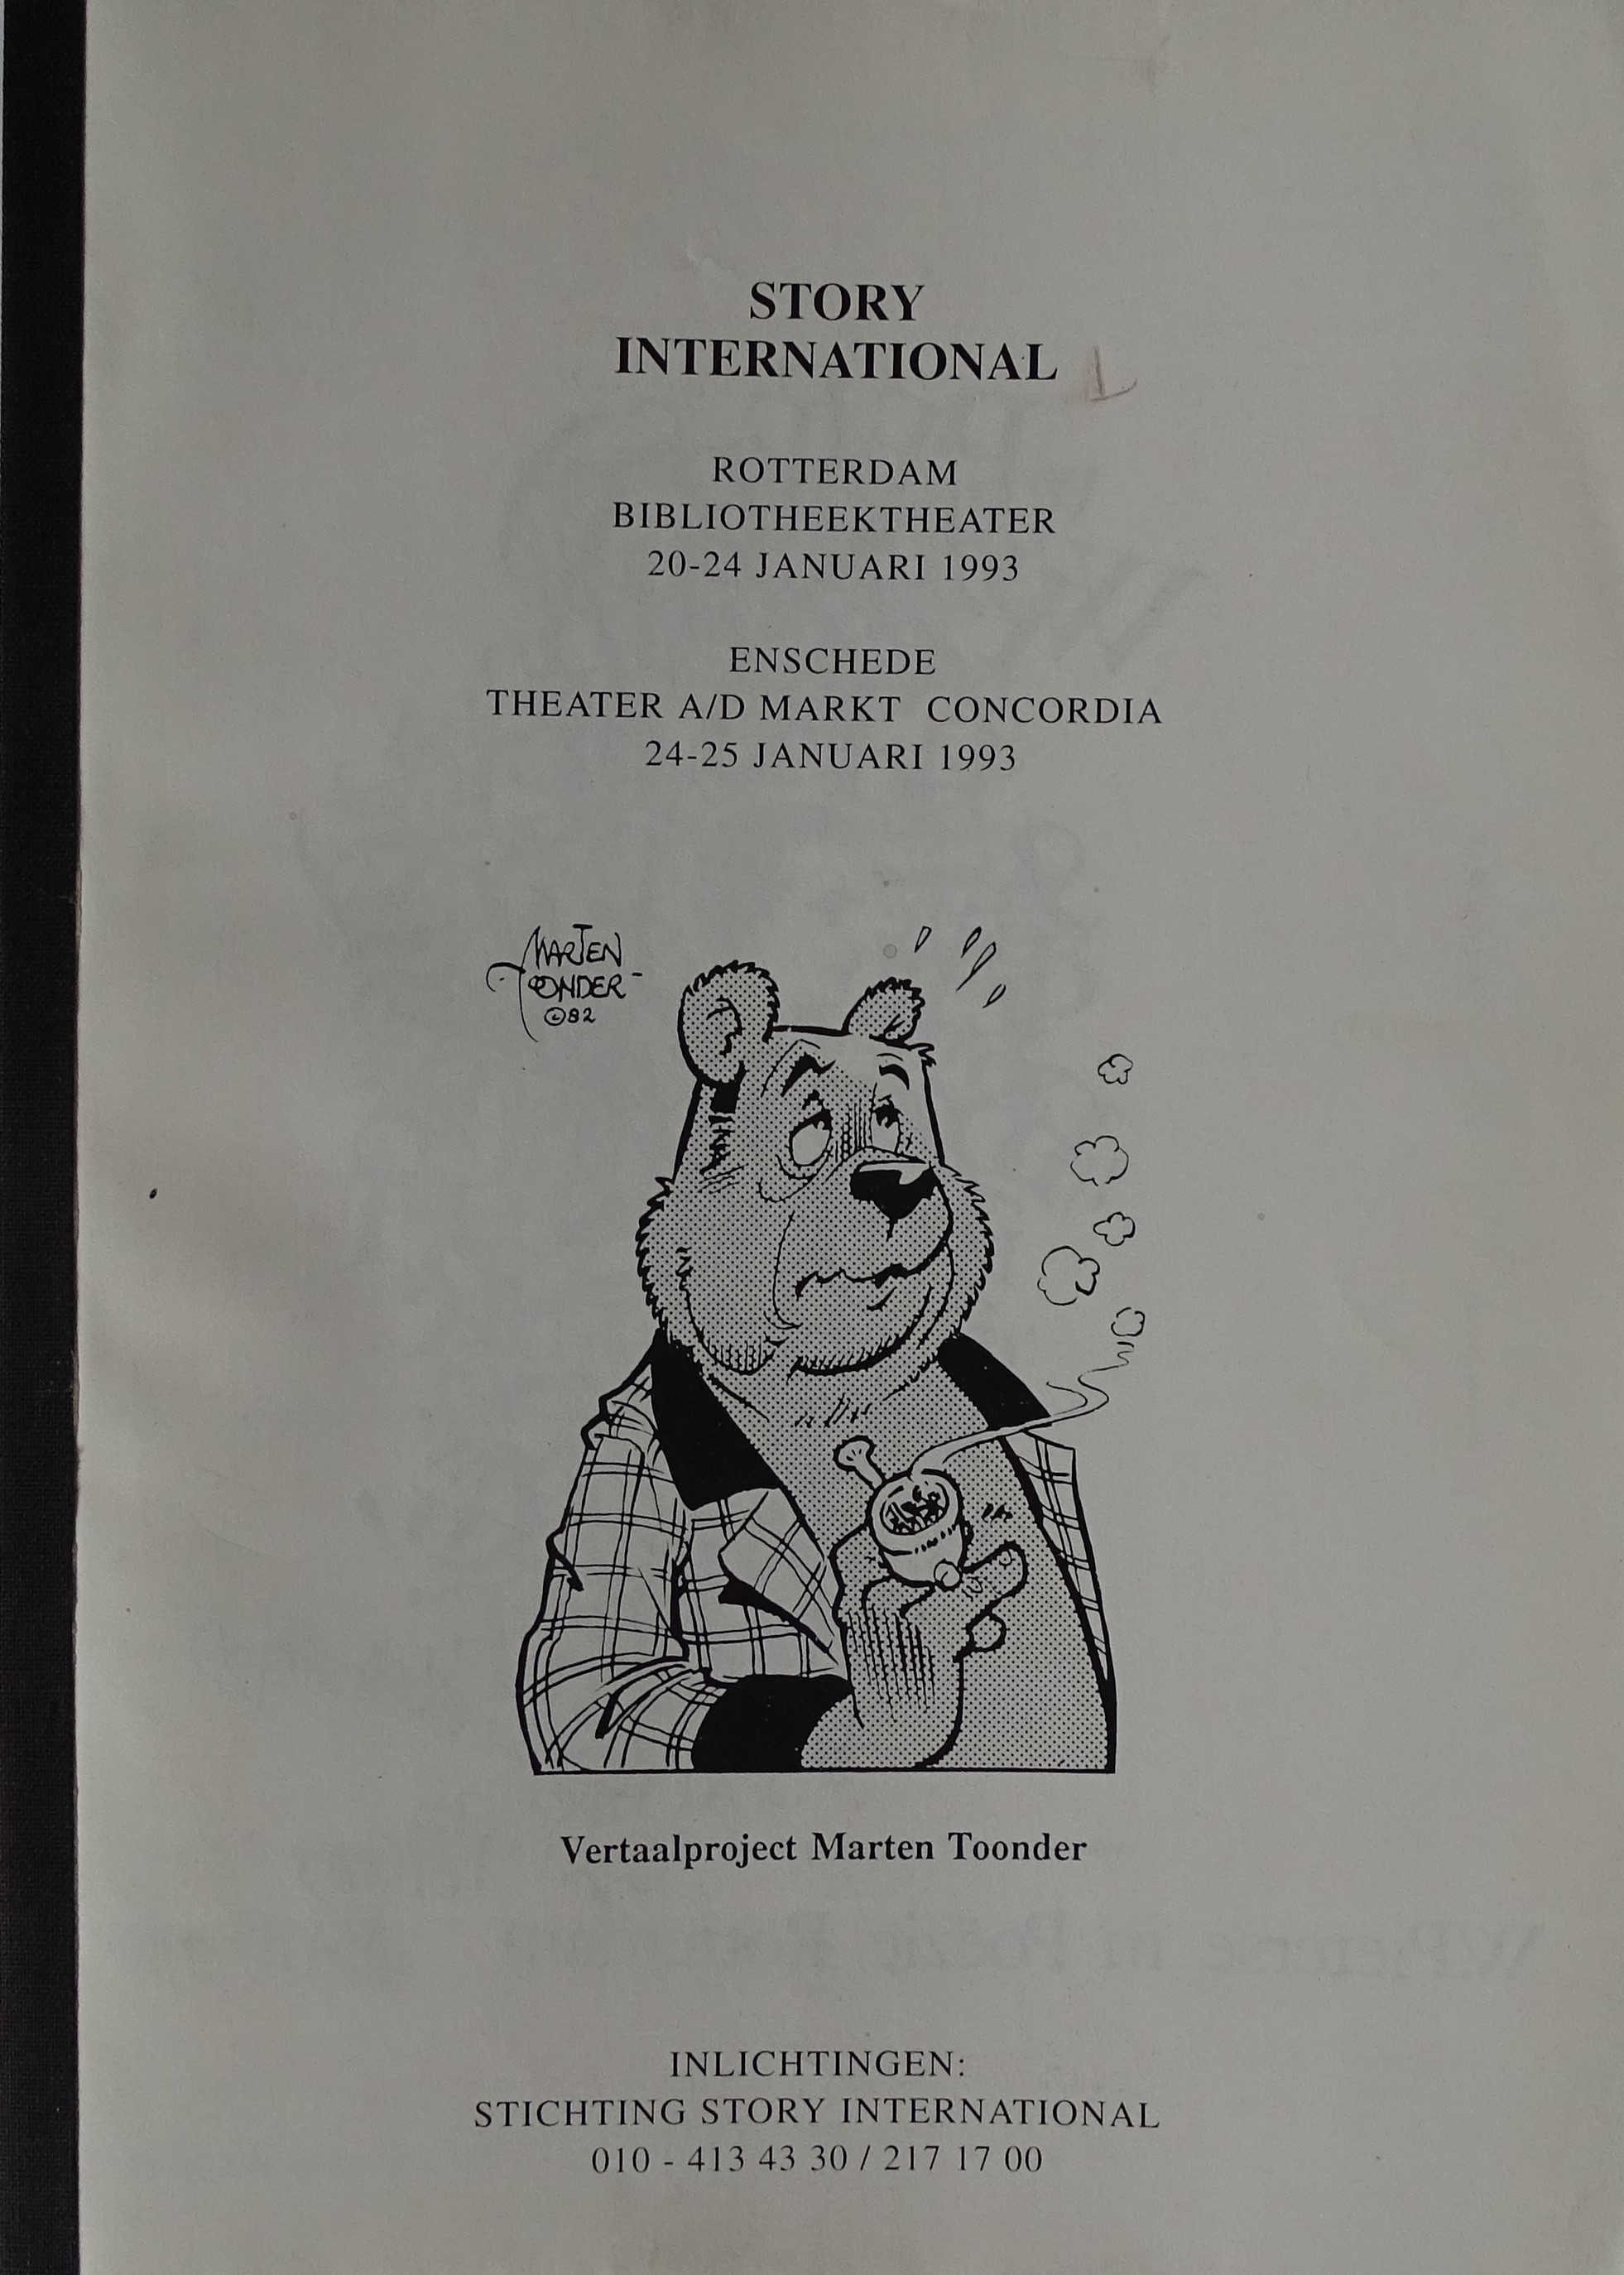 STORY
INTERNATIONAL
ROTTERDAM
BIBLIOTHEEKTHEATER
20-24 JANUARI 1993
ENSCHEDE
THEATER A/D MARKT CONCORDIA
24-25 JANUARI 1993
MARTEN
TOONDER
©82
Vertaalproject Marten Toonder
INLICHTINGEN:
STICHTING STORY INTERNATIONAL
010 - 413 43 30 / 217 17 00